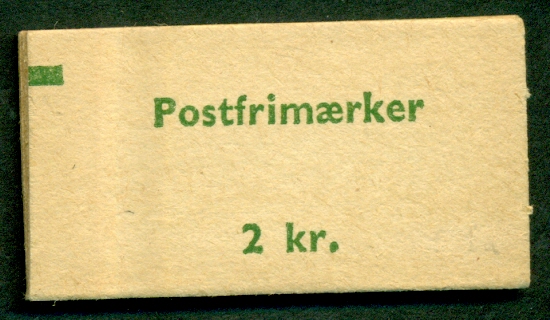 Postfrimærker
2 kr.